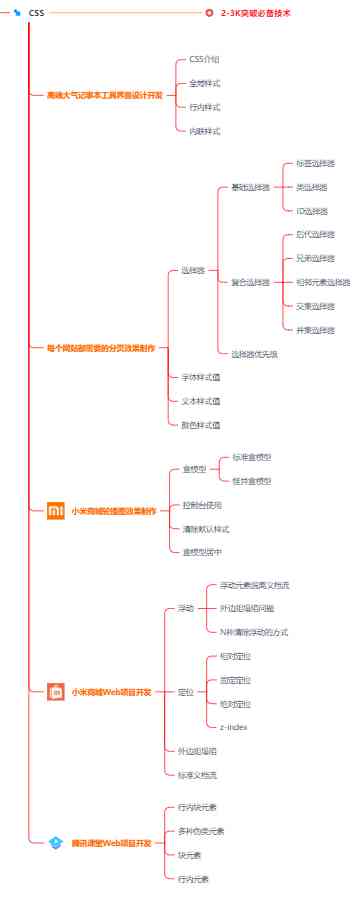 CSS
2-3K突破必备技术
高端大气记事本工具界面设计开发
CSS介绍
全局样式
行内样式
内联样式
每个网站都需要的分页效果制作
选择器
基础选择器
标签选择器
类选择器
ID选择器
复合选择器
后代选择器
兄弟选择器
相邻元素选择器
交集选择器
并集选择器
选择器优先级
字体样式值
文本样式值
颜色样式值
小米商城轮播图效果制作
盒模型
标准盒模型
怪异盒模型
控制台使用
清除默认样式
盒模型居中
小米商城Web项目开发
浮动
浮动元素脱离文档流
外边距塌陷问题
N种清除浮动的方式
定位
相对定位
固定定位
绝对定位
z-index
外边距塌陷
标准文档流
腾讯课堂Web项目开发
行内块元素
多种伪类元素
块元素
行内元素